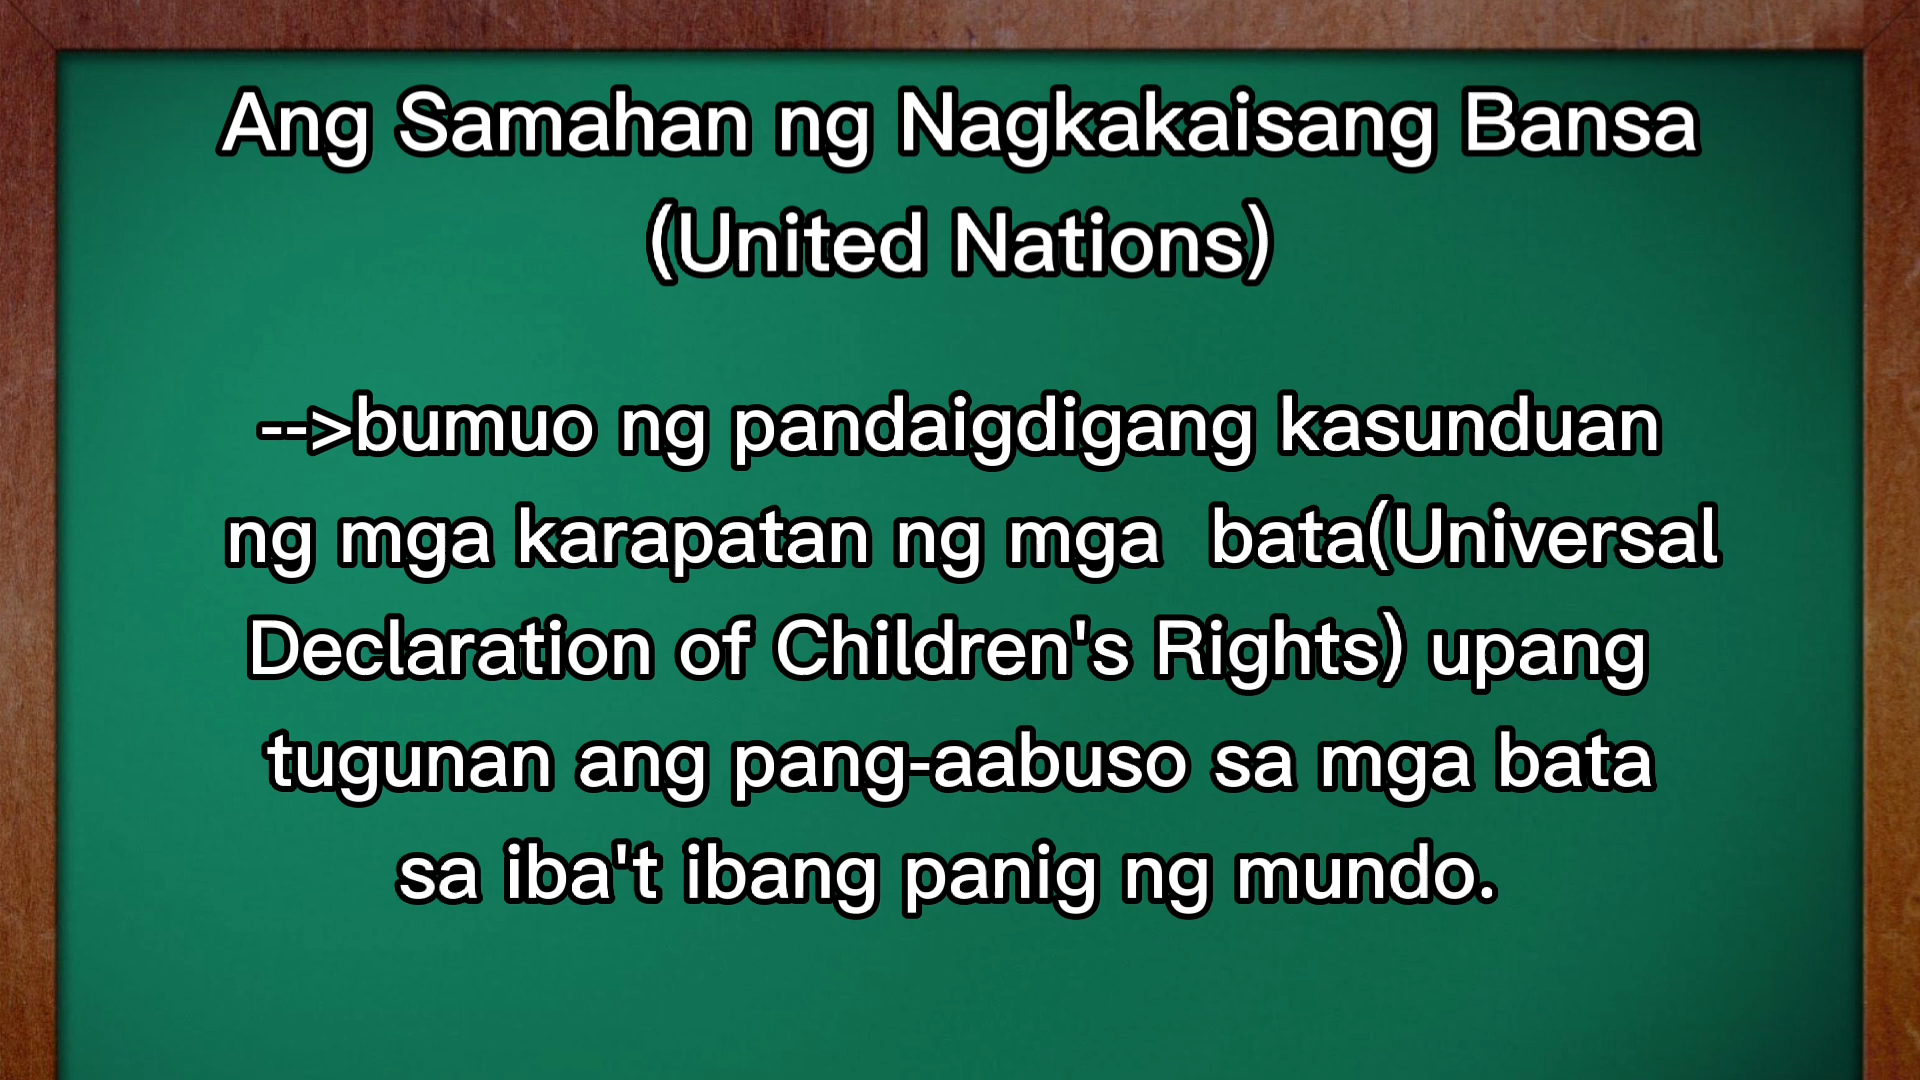 Ang Samahan ng Nagkakaisang Bansa
(United Nations)
-->bumuo ng pandaigdigang kasunduan
ng mga karapatan ng mga  bata(Universal
Declaration of Children's Rights) upang
tugunan ang pang-aabuso sa mga bata
sa iba't ibang panig ng mundo.